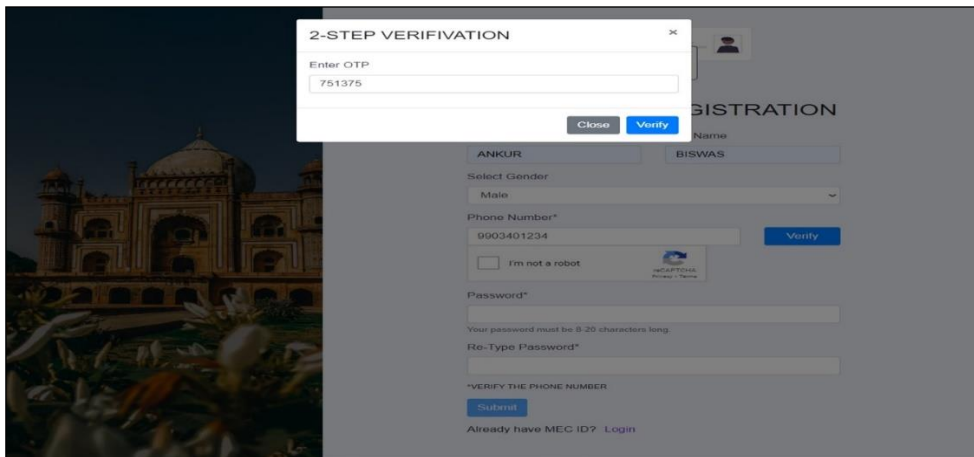 2-STEP VERIFIVATION ×
Enter OTP
751375
Close Verify
GISTRATION
Name
ANKUR BISWAS
Select Gender
Male
Phone Number*
9903401234 Verify
I'm not a robot
reCAPTCHA
Privacy - Terms
Password*
Your password must be 8-20 characters long.
Re-Type Password*
*VERIFY THE PHONE NUMBER
Submit
Already have MEC ID? Login